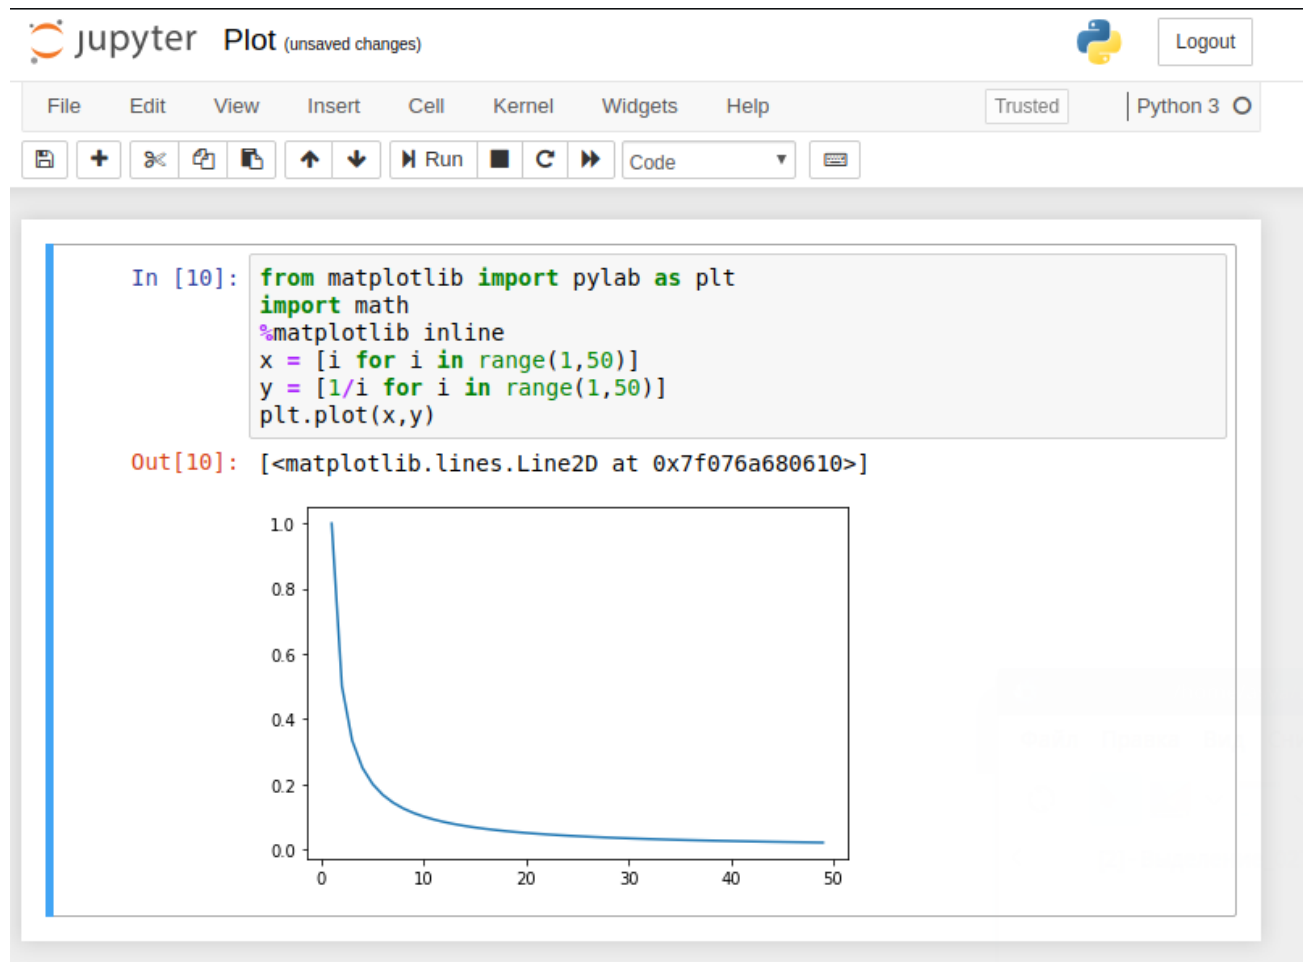 jupyter Plot (unsaved changes) Logout
File Edit View Insert Cell Kernel Widgets Help Trusted Python 3
Run Code
In [10]: from matplotlib import pylab as plt
import math
%matplotlib inline
x = [i for i in range(1,50)]
y = [1/i for i in range(1,50)]
plt.plot(x,y)
Out[10]: [<matplotlib.lines.Line2D at 0x7f076a680610>]
1.0
0.8
0.6
0.4
0.2
0.0
0 10 20 30 40 50